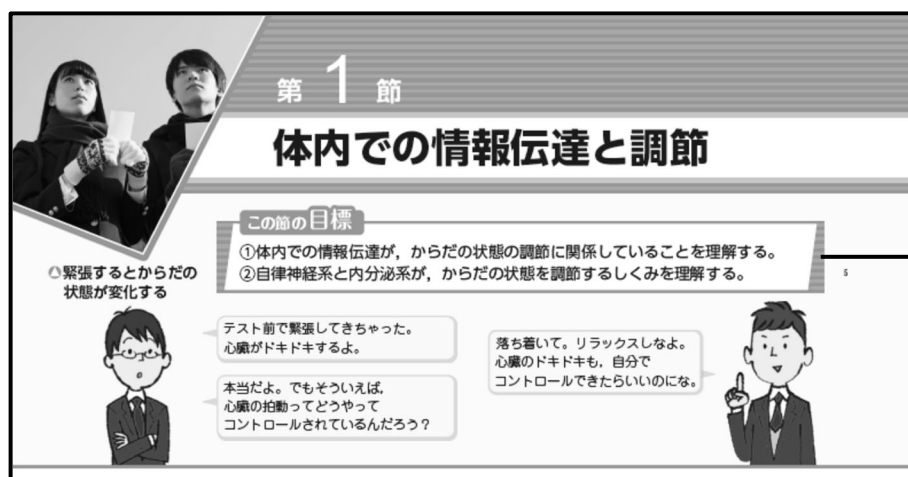 第1節
体内での情報伝達と調節
この節の目標
①体内での情報伝達が，からだの状態の調節に関係していることを理解する。
②自律神経系と内分泌系が，からだの状態を調節するしくみを理解する。
5
緊張するとからだの
状態が変化する
テスト前で緊張してきちゃった。
心臓がドキドキするよ。
落ち着いて。リラックスしなよ。
心臓のドキドキも，自分で
コントロールできたらいいのにな。
本当だよ。でもそういえば，
心臓の拍動ってどうやって
コントロールされているんだろう？